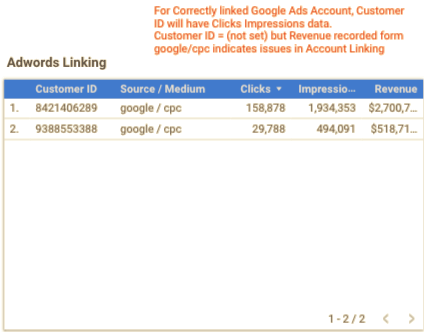 For Correctly linked Google Ads Account, Customer
ID will have Clicks Impressions data.
Customer ID = (not set) but Revenue recorded form
google/cpc indicates issues in Account Linking
Adwords Linking
Customer ID Source / Medium Clicks ▼ Impressio... Revenue
1. 8421406289 google / cpc 158,878 1,934,353 $2,700,7...
2. 9388553388 google / cpc 29,788 494,091 $518,71...
1 - 2 / 2 < >